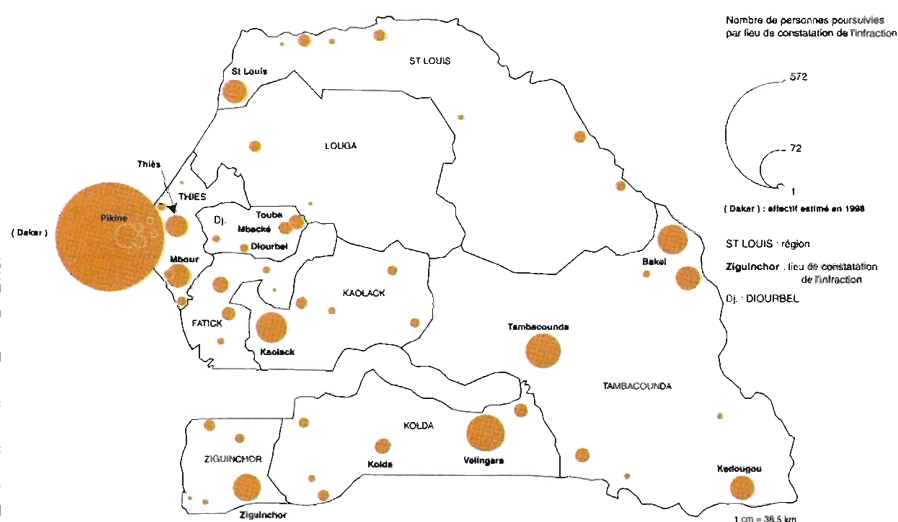 Nombre de personnes poursuivies
par lieu de constatation de l'infraction
572
72
1
( Dakar ) : effectif estimé en 1998
ST LOUIS : région
Ziguinchor : lieu de constatation
de l'infraction
Dj. : DIOURBEL
St Louis
ST LOUIS
LOUGA
Thiès
THIES
Pikine
( Dakar )
Dj.
Touba
Mbacké
Diourbel
Mbour
Bakel
KAOLACK
FATICK
Kaolack
Tambacounda
TAMBACOUNDA
KOLDA
Kolda
Velingara
ZIGUINCHOR
Ziguinchor
Kedougou
1 cm = 36,5 km